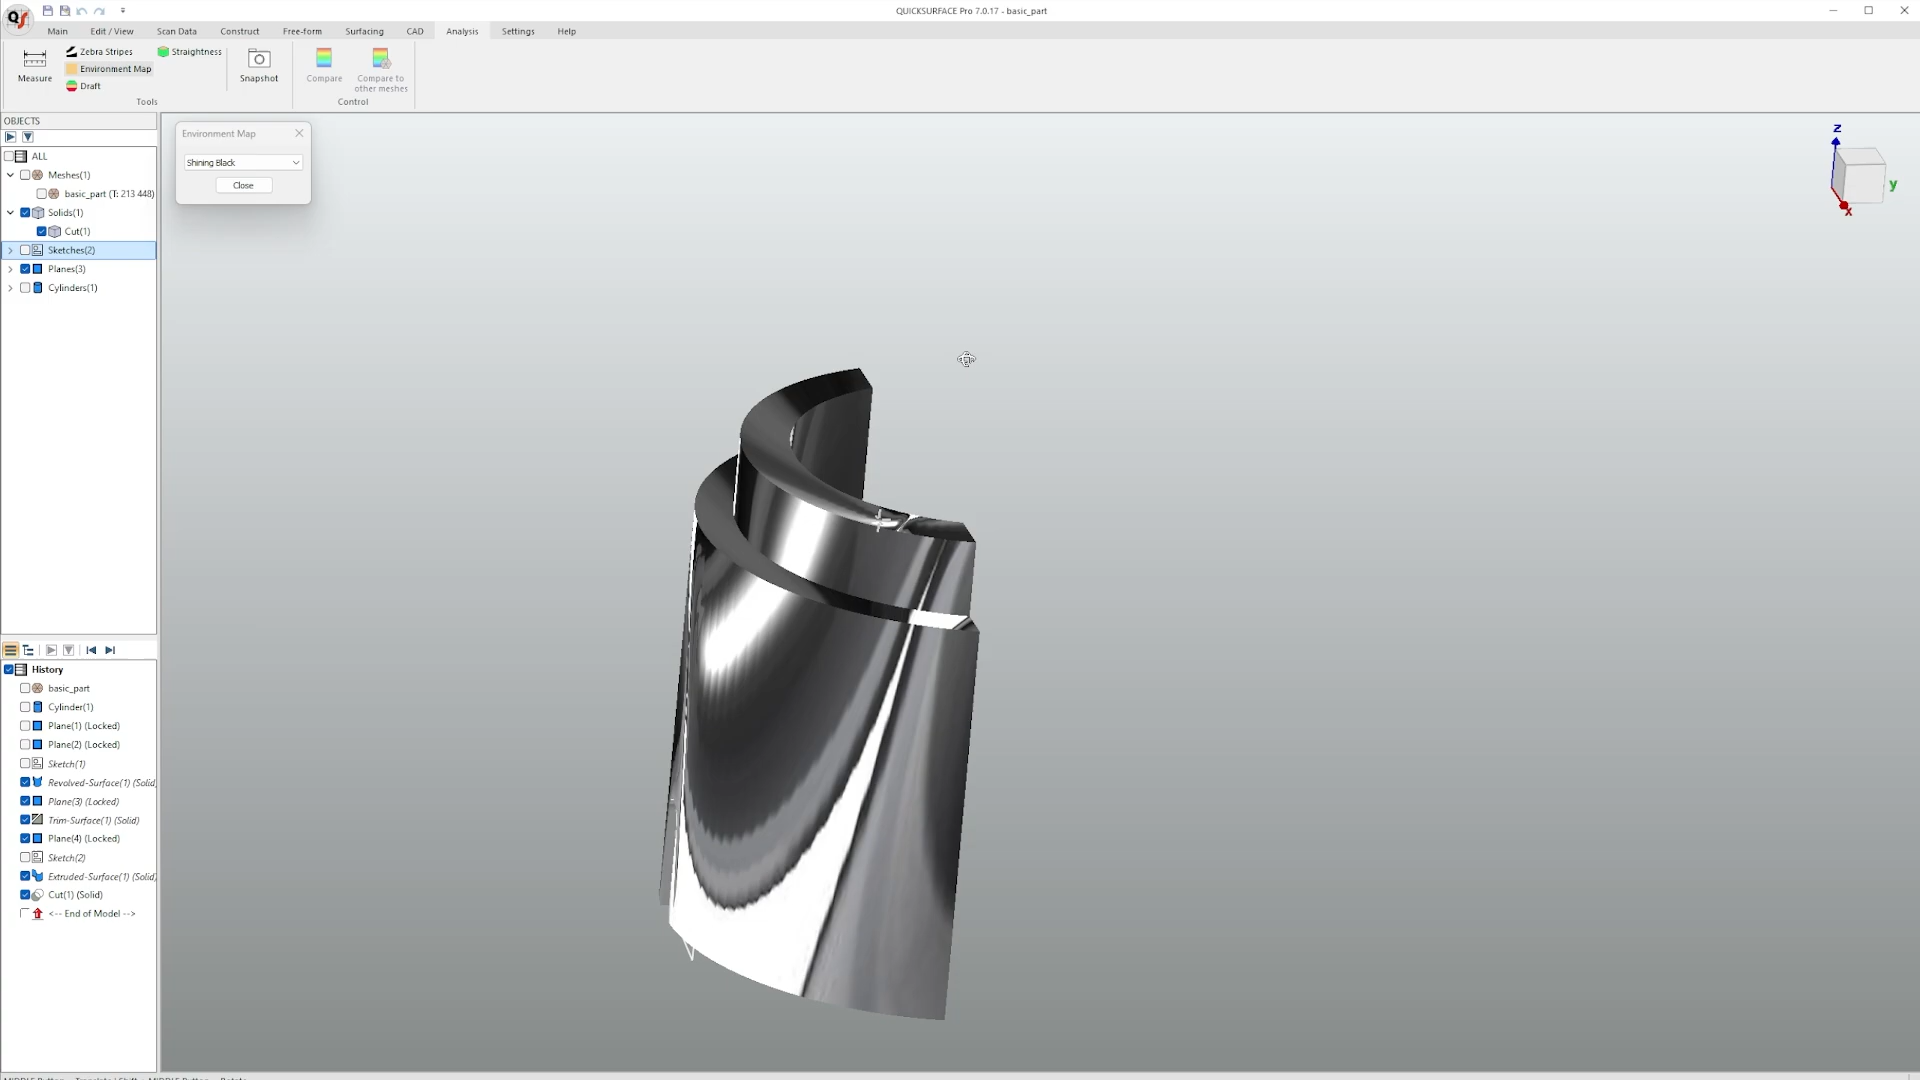 QUICKSURFACE Pro 7.0.17 - basic_part
Main Edit / View Scan Data Construct Free-form Surfacing CAD Analysis Settings Help
Zebra Stripes Straightness
Measure Environment Map Snapshot Compare Compare to other meshes
Draft
Tools Control
OBJECTS
Environment Map
ALL
Shining Black
Meshes(1)
Close
basic_part (T: 213 448)
Solids(1)
Cut(1)
Sketches(2)
Planes(3)
Cylinders(1)
z
y
x
History
basic_part
Cylinder(1)
Plane(1) (Locked)
Plane(2) (Locked)
Sketch(1)
Revolved-Surface(1) (Solid)
Plane(3) (Locked)
Trim-Surface(1) (Solid)
Plane(4) (Locked)
Sketch(2)
Extruded-Surface(1) (Solid)
Cut(1) (Solid)
<-- End of Model -->